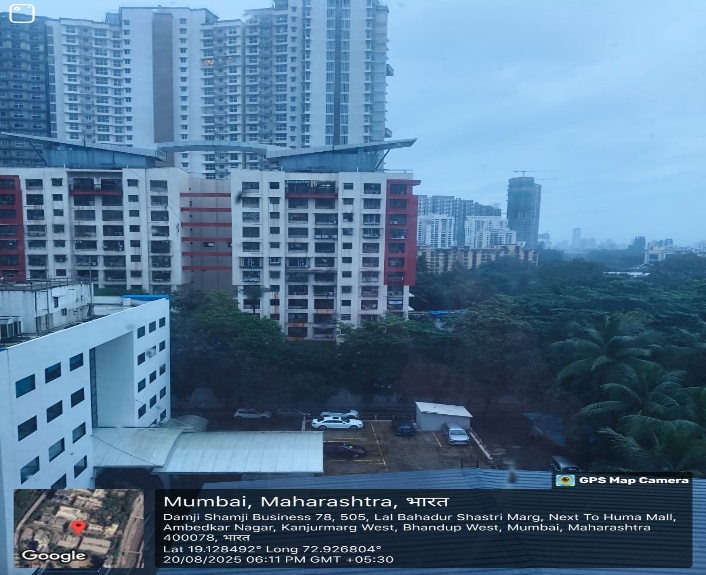 GPS Map Camera
Mumbai, Maharashtra, भारत
Damji Shamji Business 78, 505, Lal Bahadur Shastri Marg, Next To Huma Mall,
Ambedkar Nagar, Kanjurmarg West, Bhandup West, Mumbai, Maharashtra
400078, भारत
Lat 19.128492° Long 72.926804°
20/08/2025 06:11 PM GMT +05:30
Google